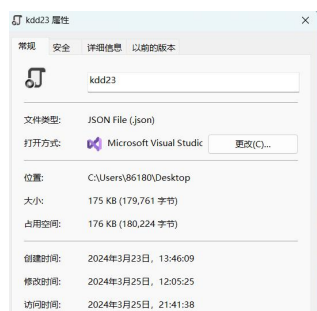 kdd23 属性
常规 安全 详细信息 以前的版本
kdd23
文件类型: JSON File (.json)
打开方式: Microsoft Visual Studic 更改(C)...
位置: C:\Users\86180\Desktop
大小: 175 KB (179,761 字节)
占用空间: 176 KB (180,224 字节)
创建时间: 2024年3月23日，13:46:09
修改时间: 2024年3月25日，12:05:25
访问时间: 2024年3月25日，21:41:38